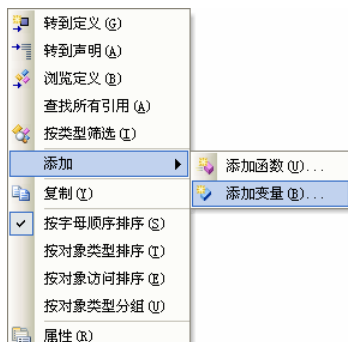 转到定义(G)
转到声明(A)
浏览定义(B)
查找所有引用(A)
按类型筛选(I)
添加
添加函数(U)...
复制(Y)
添加变量(B)...
按字母顺序排序(S)
按对象类型排序(T)
按对象访问排序(E)
按对象类型分组(U)
属性(R)